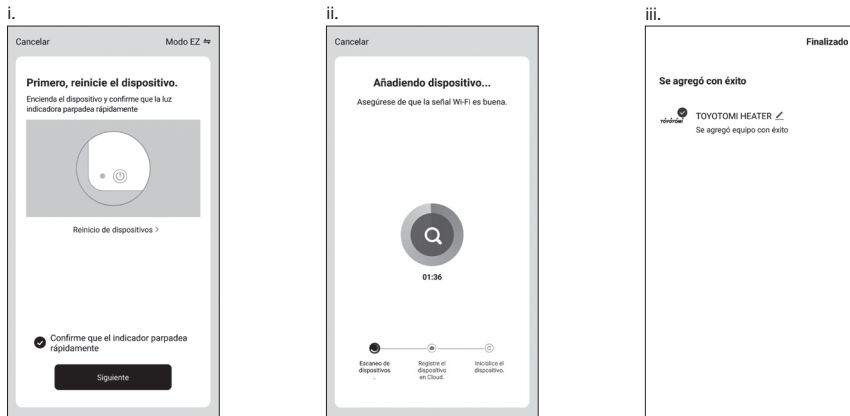 i.
Cancelar
Modo EZ ⇋
Primero, reinicie el dispositivo.
Encienda el dispositivo y confirme que la luz
indicadora parpadea rápidamente
Reinicio de dispositivos >
Confirme que el indicador parpadea
rápidamente
Siguiente
ii.
Cancelar
Añadiendo dispositivo...
Asegúrese de que la señal Wi-Fi es buena.
01:36
Escaneo de
dispositivos
.
Registre el
dispositivo
en Cloud.
Inicialice el
dispositivo.
iii.
Finalizado
Se agregó con éxito
TOYOTOMI
TOYOTOMI HEATER
Se agregó equipo con éxito